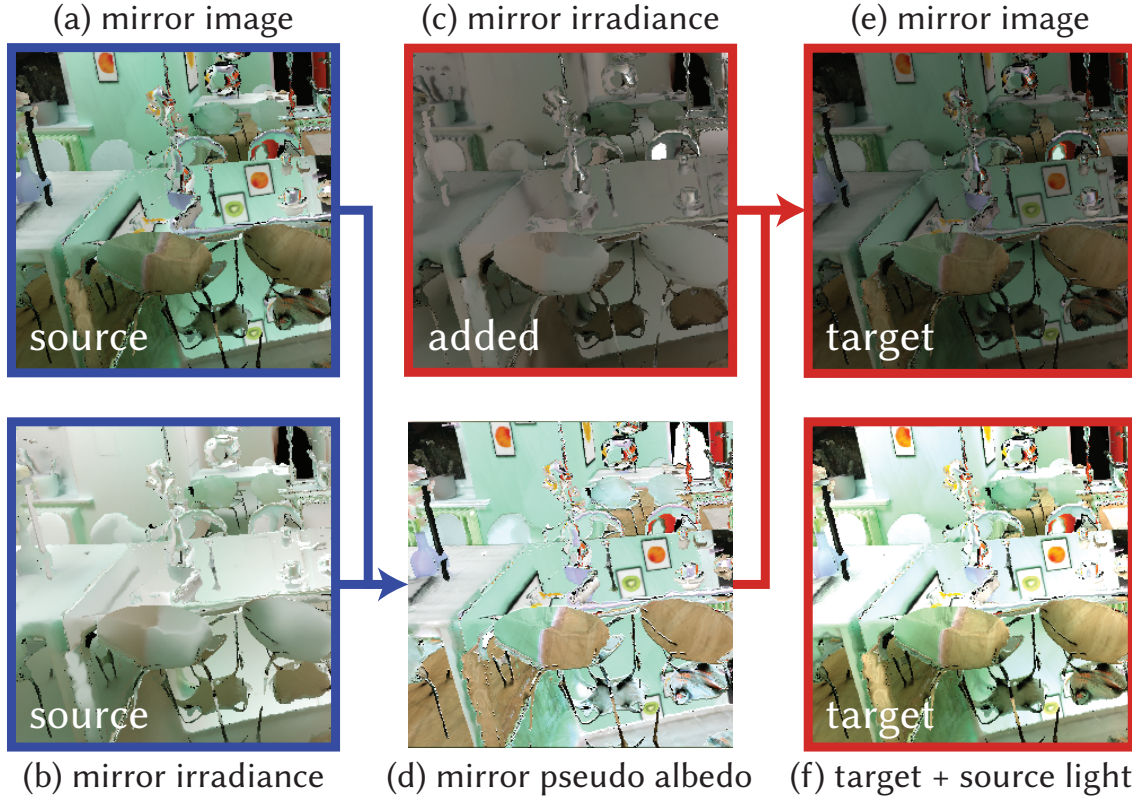 (a) mirror image
(c) mirror irradiance
(e) mirror image
source
added
target
source
target
(b) mirror irradiance
(d) mirror pseudo albedo
(f) target + source light